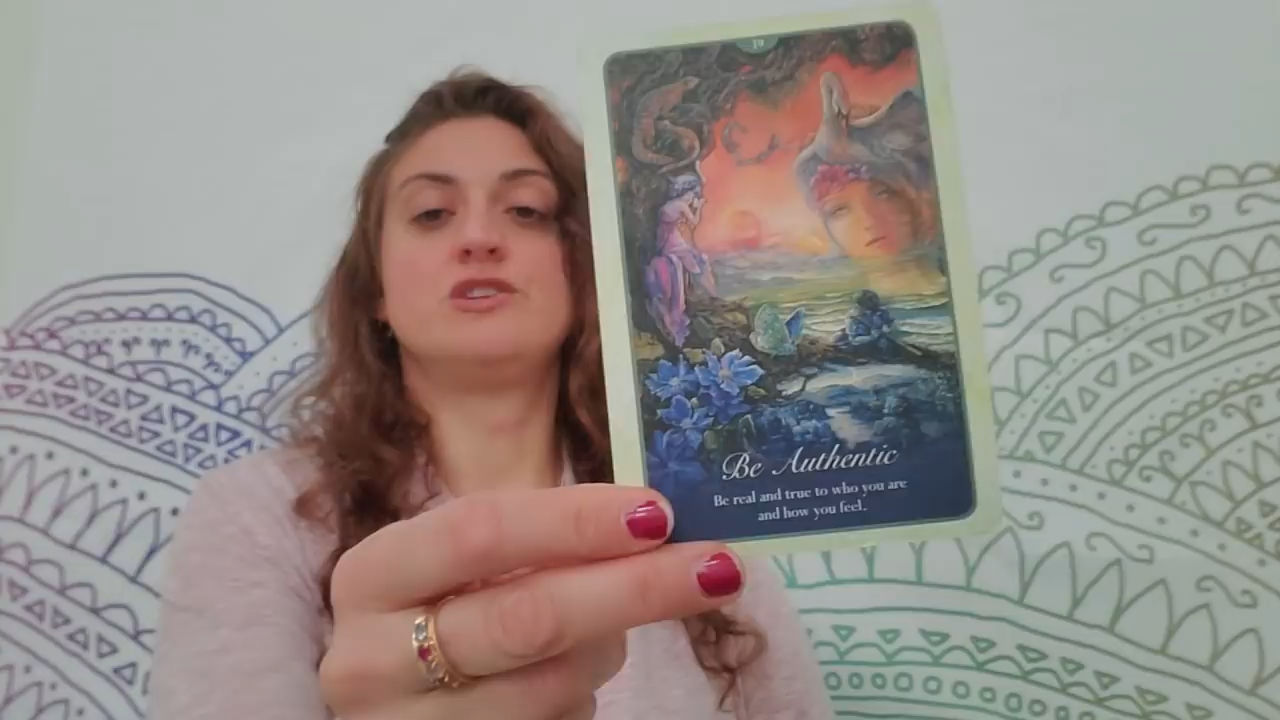 Be Authentic
Be real and true to who you are
and how you feel.